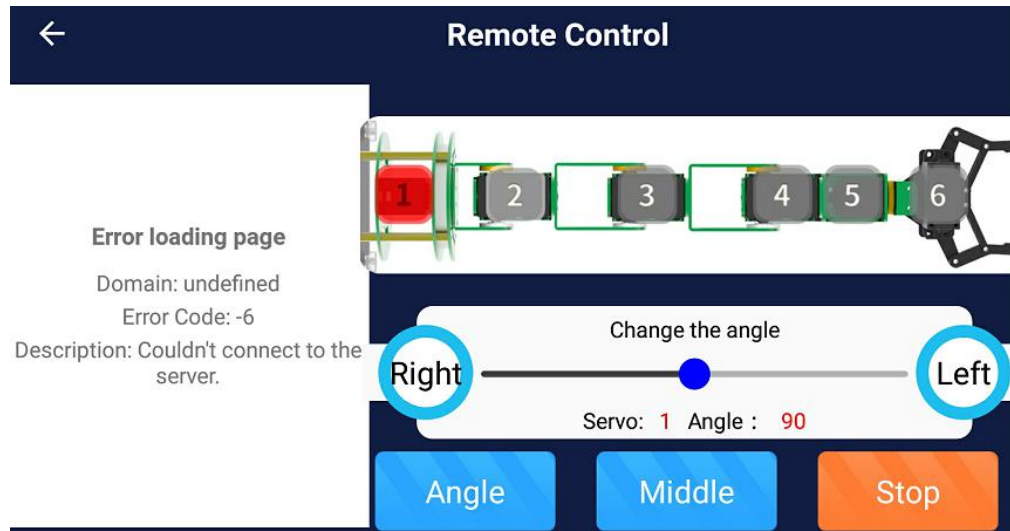 Remote Control
1 2 3 4 5 6
Error loading page
Domain: undefined
Error Code: -6
Description: Couldn't connect to the
server.
Change the angle
Right Left
Servo: 1 Angle : 90
Angle Middle Stop